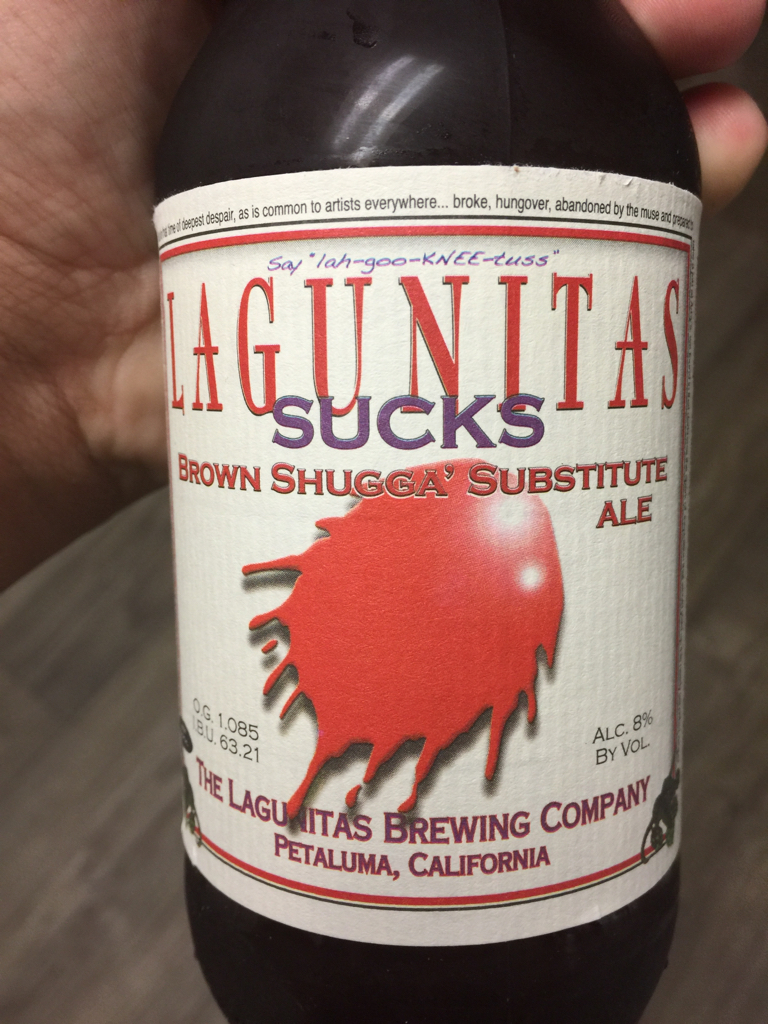 time of deepest despair, as is common to artists everywhere... broke, hungover, abandoned by the muse and prepared
Say "lah-goo-KNEE-tuss"
LAGUNITAS
SUCKS
BROWN SHUGGA' SUBSTITUTE
ALE
O.G. 1.085
I.B.U. 63.21
ALC. 8%
BY VOL.
THE LAGUNITAS BREWING COMPANY
PETALUMA, CALIFORNIA